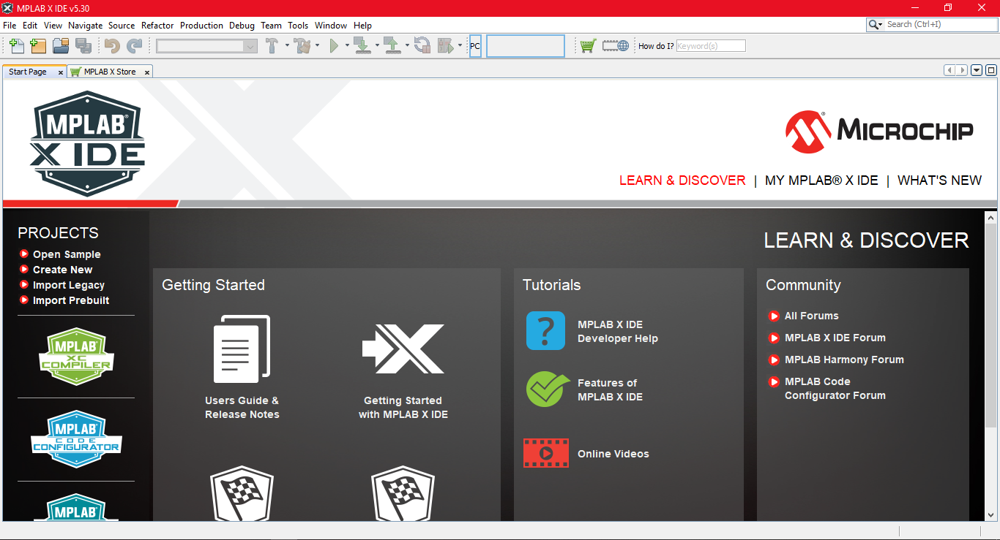 MPLAB X IDE v5.30
File Edit View Navigate Source Refactor Production Debug Team Tools Window Help
Search (Ctrl+I)
PC
How do I? Keyword(s)
Start Page x MPLAB X Store x
MPLAB®
X IDE
MICROCHIP
LEARN & DISCOVER | MY MPLAB® X IDE | WHAT'S NEW
PROJECTS
Open Sample
Create New
Import Legacy
Import Prebuilt
MPLAB®
XC
COMPILER
MPLAB®
CODE
CONFIGURATOR
MPLAB®
LEARN & DISCOVER
Getting Started
Users Guide &
Release Notes
Getting Started
with MPLAB X IDE
Tutorials
MPLAB X IDE
Developer Help
Features of
MPLAB X IDE
Online Videos
Community
All Forums
MPLAB X IDE Forum
MPLAB Harmony Forum
MPLAB Code
Configurator Forum